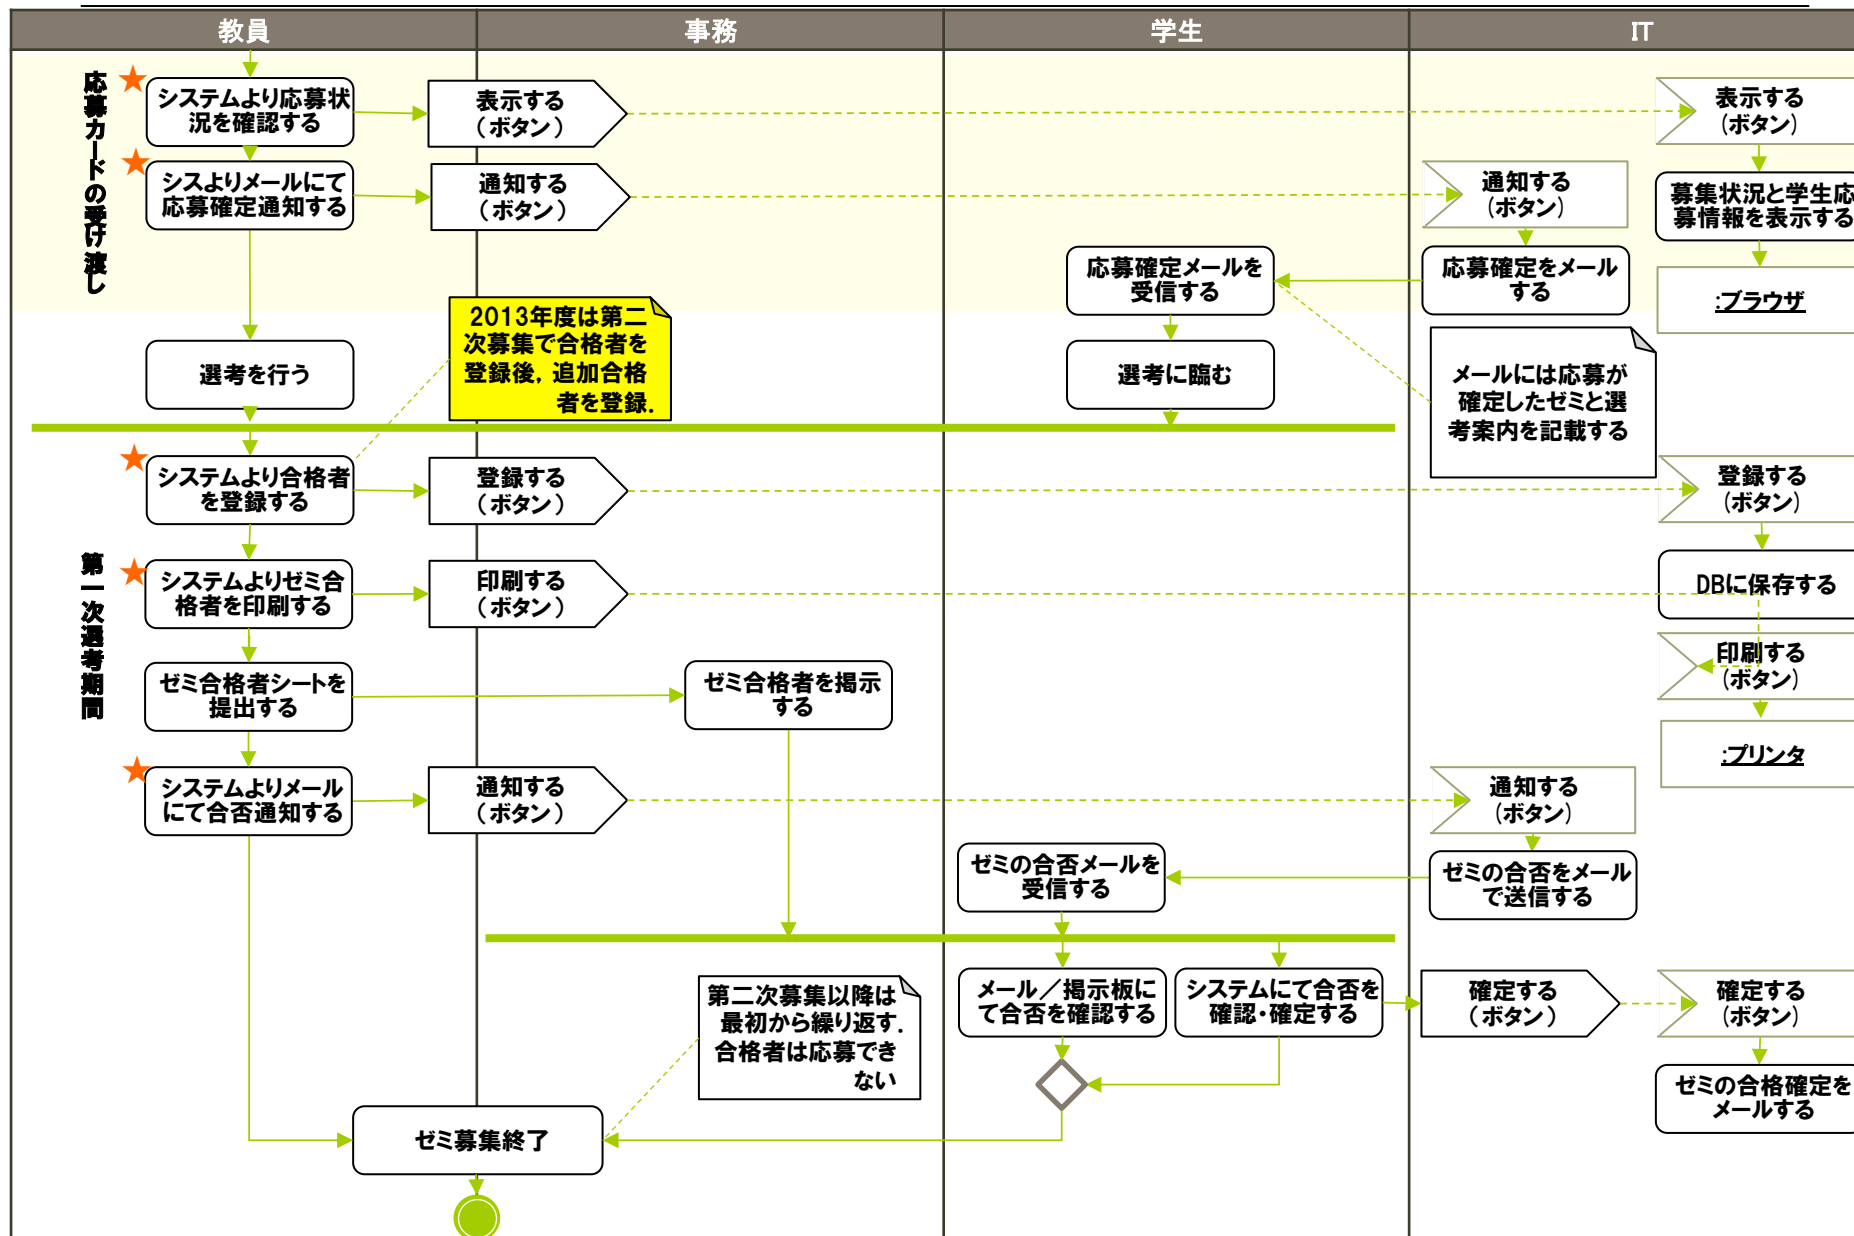 教員
事務
学生
IT
応募カードの受け渡し
システムより応募状
況を確認する
表示する
(ボタン)
表示する
(ボタン)
シスよりメールにて
応募確定通知する
通知する
(ボタン)
通知する
(ボタン)
募集状況と学生応
募情報を表示する
応募確定メールを
受信する
応募確定をメール
する
:ブラウザ
2013年度は第二
次募集で合格者を
登録後,追加合格
者を登録.
選考を行う
選考に臨む
メールには応募が
確定したゼミと選
考案内を記載する
第一次選考期間
システムより合格者
を登録する
登録する
(ボタン)
登録する
(ボタン)
システムよりゼミ合
格者を印刷する
印刷する
(ボタン)
DBに保存する
印刷する
(ボタン)
ゼミ合格者シートを
提出する
ゼミ合格者を掲示
する
:プリンタ
システムよりメール
にて合否通知する
通知する
(ボタン)
通知する
(ボタン)
ゼミの合否メールを
受信する
ゼミの合否をメール
で送信する
メール/掲示板に
て合否を確認する
システムにて合否を
確認・確定する
確定する
(ボタン)
確定する
(ボタン)
第二次募集以降は
最初から繰り返す.
合格者は応募でき
ない
ゼミの合格確定を
メールする
ゼミ募集終了